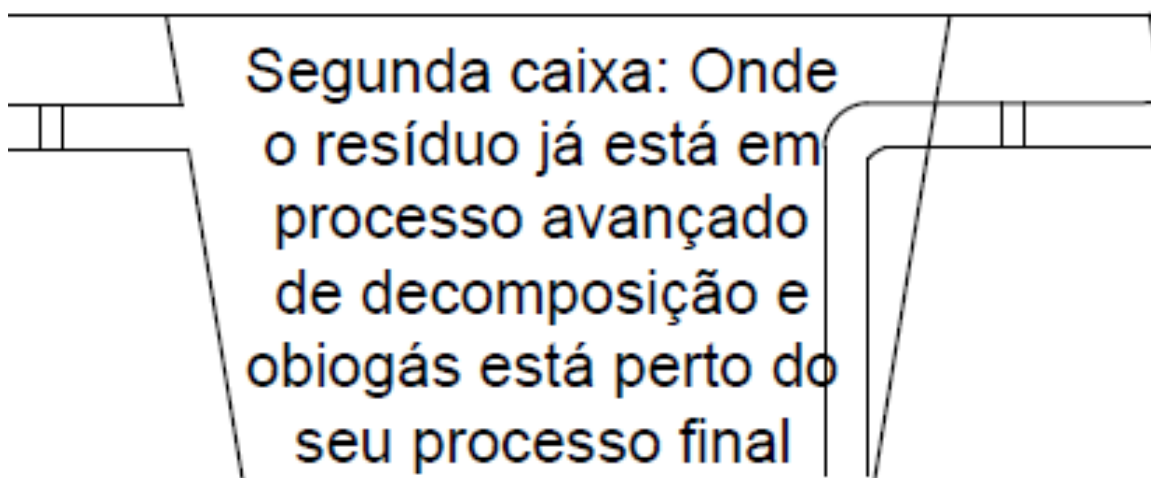 Segunda caixa: Onde
o resíduo já está em
processo avançado
de decomposição e
obiogás está perto do
seu processo final